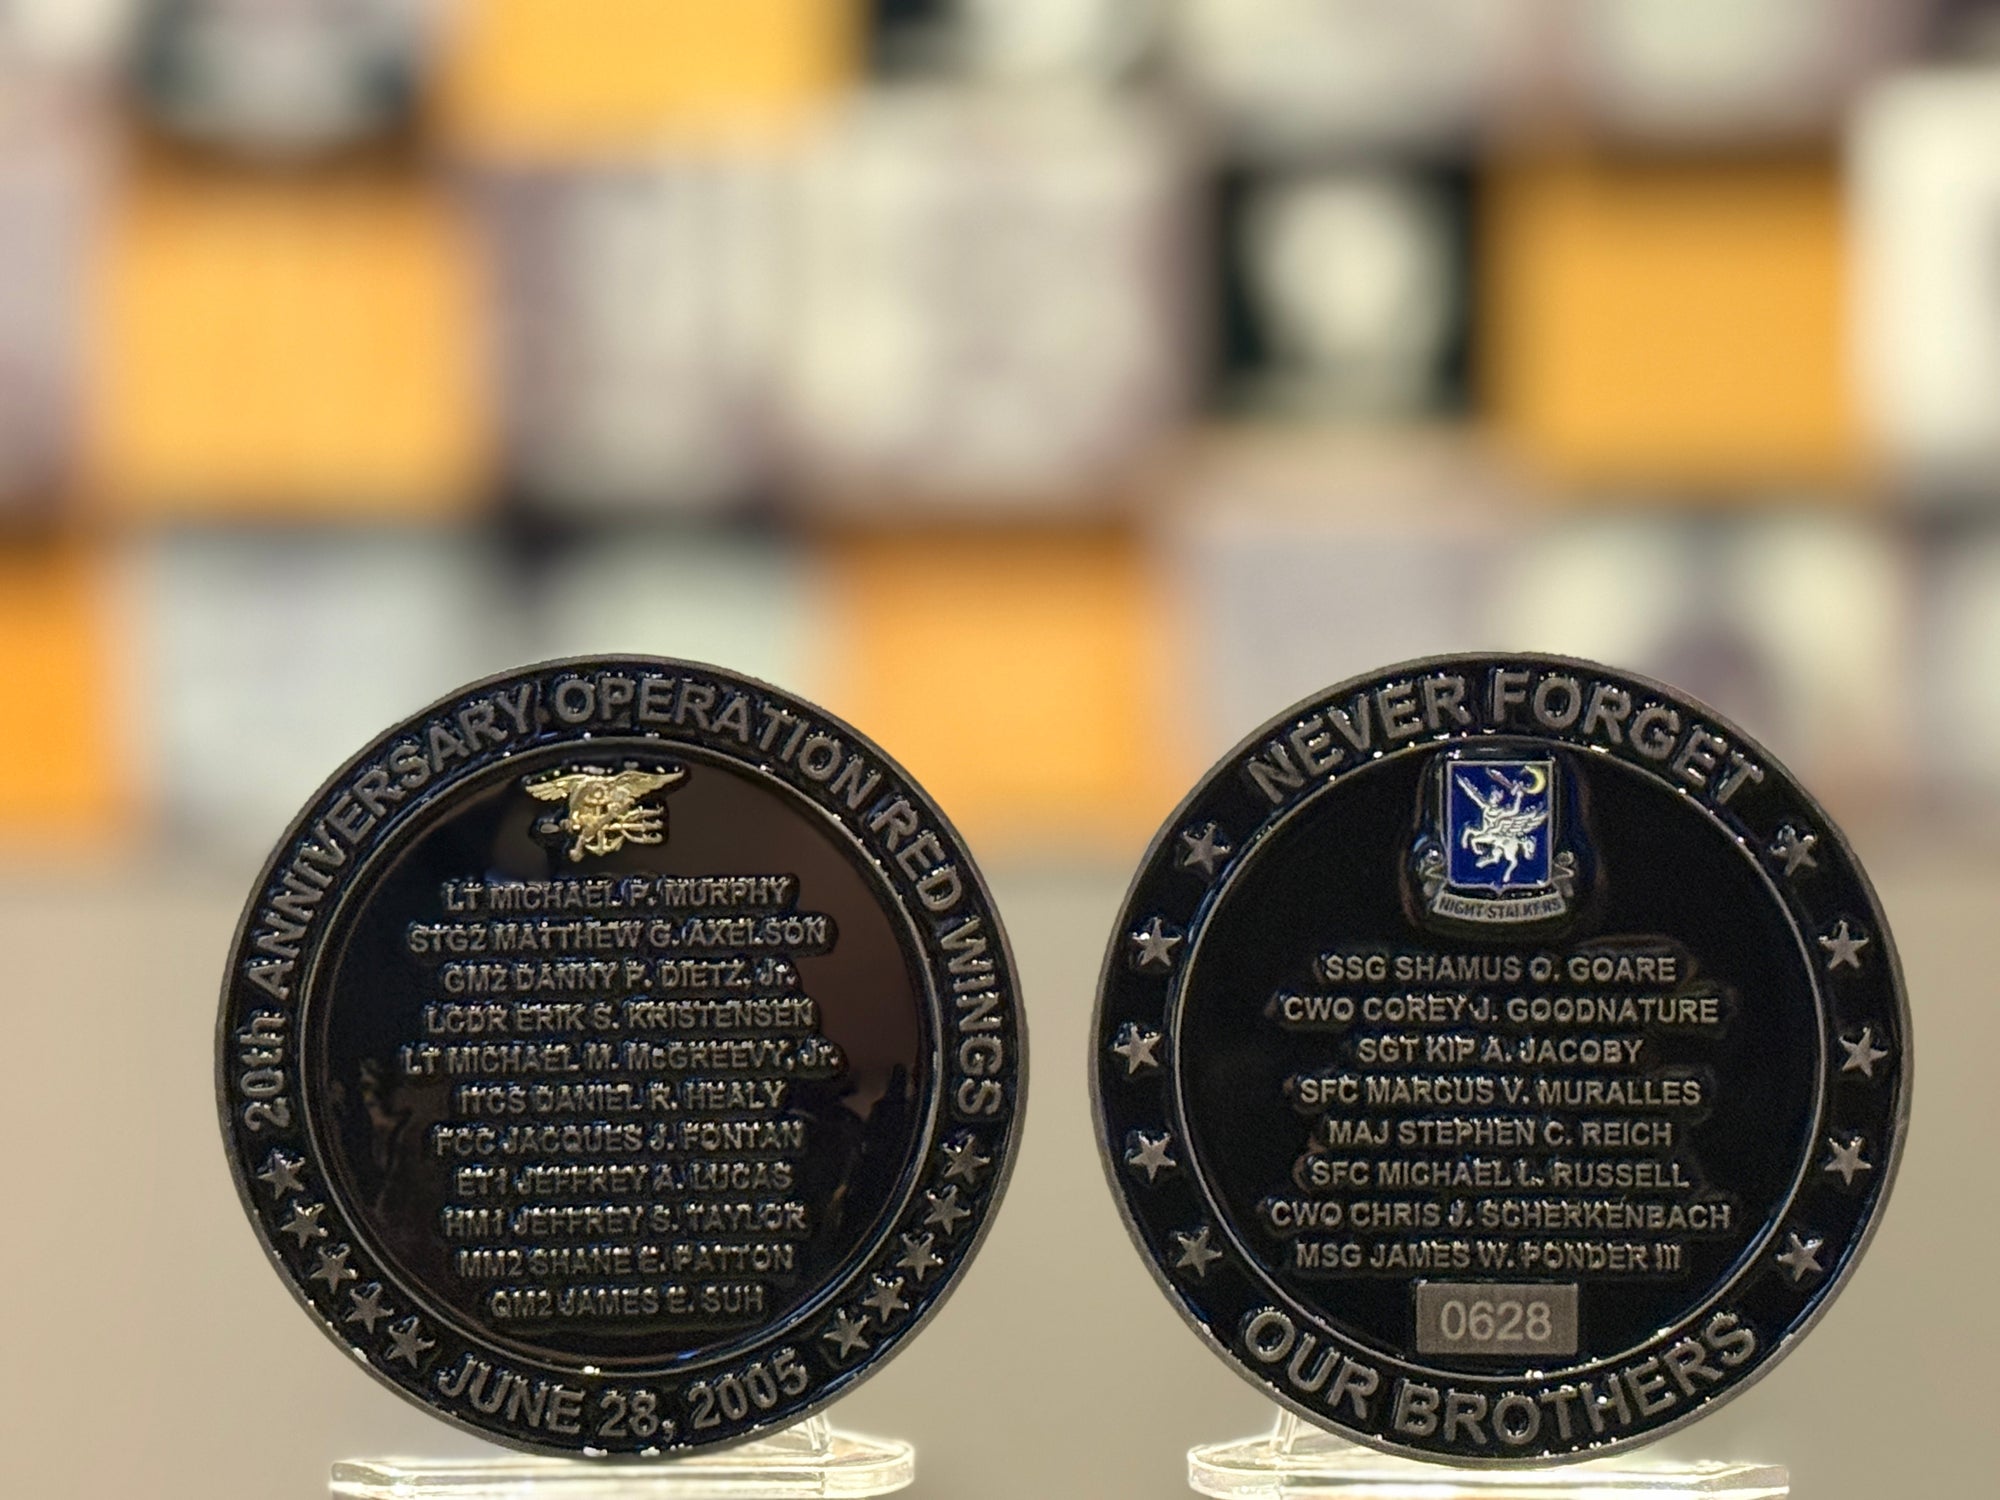 20th ANNIVERSARY OPERATION RED WINGS
LT MICHAEL P. MURPHY
STG2 MATTHEW G. AXELSON
GM2 DANNY P. DIETZ, Jr.
LCDR ERIK S. KRISTENSEN
LT MICHAEL M. McGREEVY, Jr.
ITCS DANIEL R. HEALY
FCC JACQUES J. FONTAN
ET1 JEFFREY A. LUCAS
HM1 JEFFREY S. TAYLOR
MM2 SHANE E. PATTON
QM2 JAMES E. SUH
JUNE 28, 2005
NEVER FORGET
NIGHT STALKERS
SSG SHAMUS O. GOARE
CWO COREY J. GOODNATURE
SGT KIP A. JACOBY
SFC MARCUS V. MURALLES
MAJ STEPHEN C. REICH
SFC MICHAEL L. RUSSELL
CWO CHRIS J. SCHERKENBACH
MSG JAMES W. PONDER III
0628
OUR BROTHERS